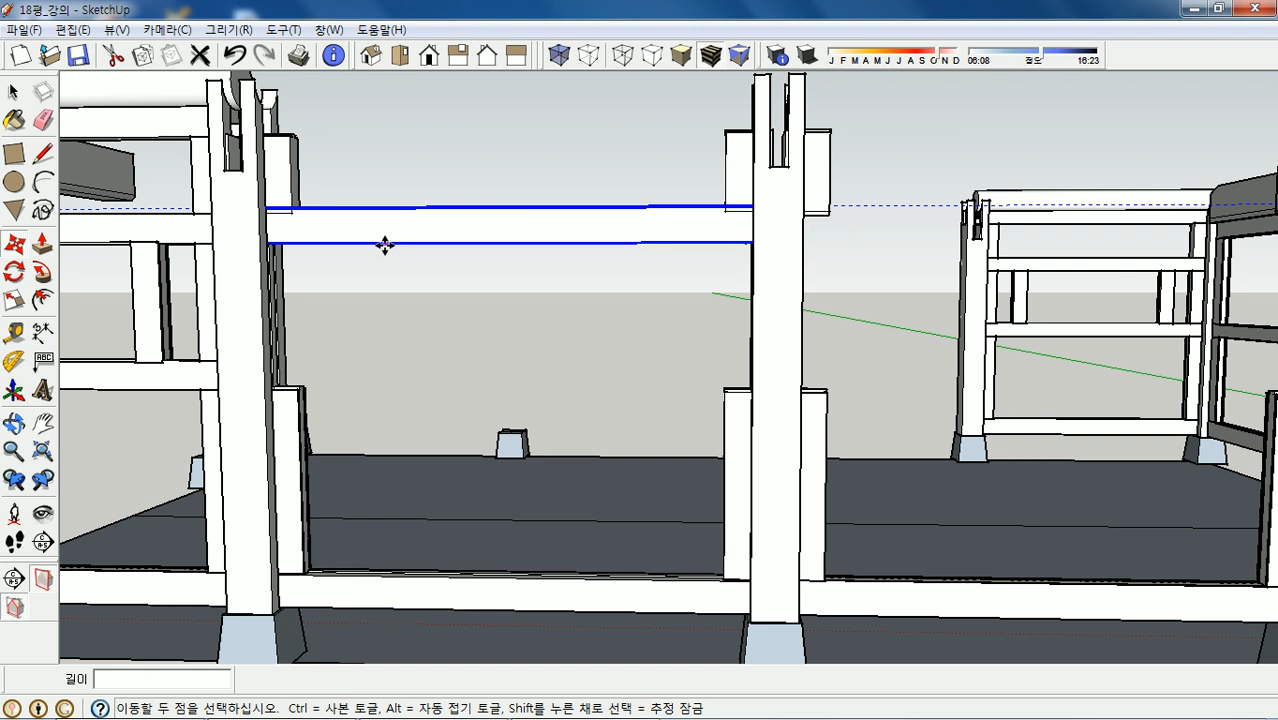 18평_강의 - SketchUp
파일(F) 편집(E) 뷰(V) 카메라(C) 그리기(R) 도구(T) 창(W) 도움말(H)
J F M A M J J A S O N D 06:08 정오 16:23
ABC
길이
이동할 두 점을 선택하십시오. Ctrl = 사본 토글, Alt = 자동 접기 토글, Shift를 누른 채로 선택 = 추정 잠금